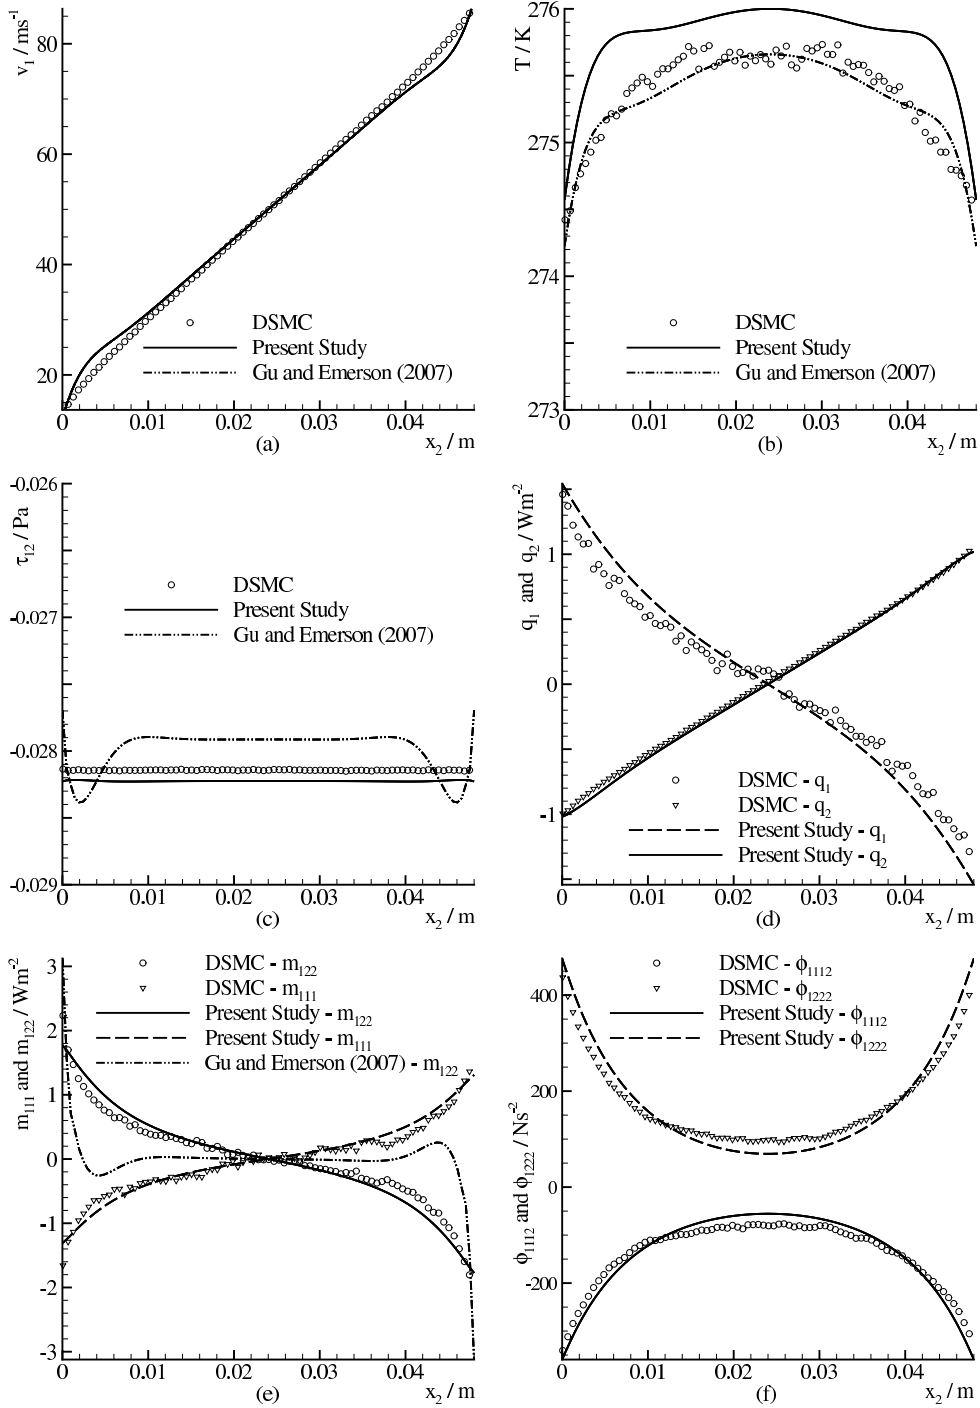 v1 / ms-1
80
60
40
20
DSMC
Present Study
Gu and Emerson (2007)
0 0.01 0.02 0.03 0.04 x2 / m
(a)
T / K
276
275
274
273
DSMC
Present Study
Gu and Emerson (2007)
0 0.01 0.02 0.03 0.04 x2 / m
(b)
τ12 / Pa
-0.026
-0.027
-0.028
-0.029
DSMC
Present Study
Gu and Emerson (2007)
0 0.01 0.02 0.03 0.04 x2 / m
(c)
q1 and q2 / Wm-2
1
0
-1
DSMC - q1
DSMC - q2
Present Study - q1
Present Study - q2
0 0.01 0.02 0.03 0.04 x2 / m
(d)
m111 and m122 / Wm-2
3
2
1
0
-1
-2
-3
DSMC - m122
DSMC - m111
Present Study - m122
Present Study - m111
Gu and Emerson (2007) - m122
0 0.01 0.02 0.03 0.04 x2 / m
(e)
ϕ1112 and ϕ1222 / Ns-2
400
200
0
-200
DSMC - ϕ1112
DSMC - ϕ1222
Present Study - ϕ1112
Present Study - ϕ1222
0 0.01 0.02 0.03 0.04 x2 / m
(f)